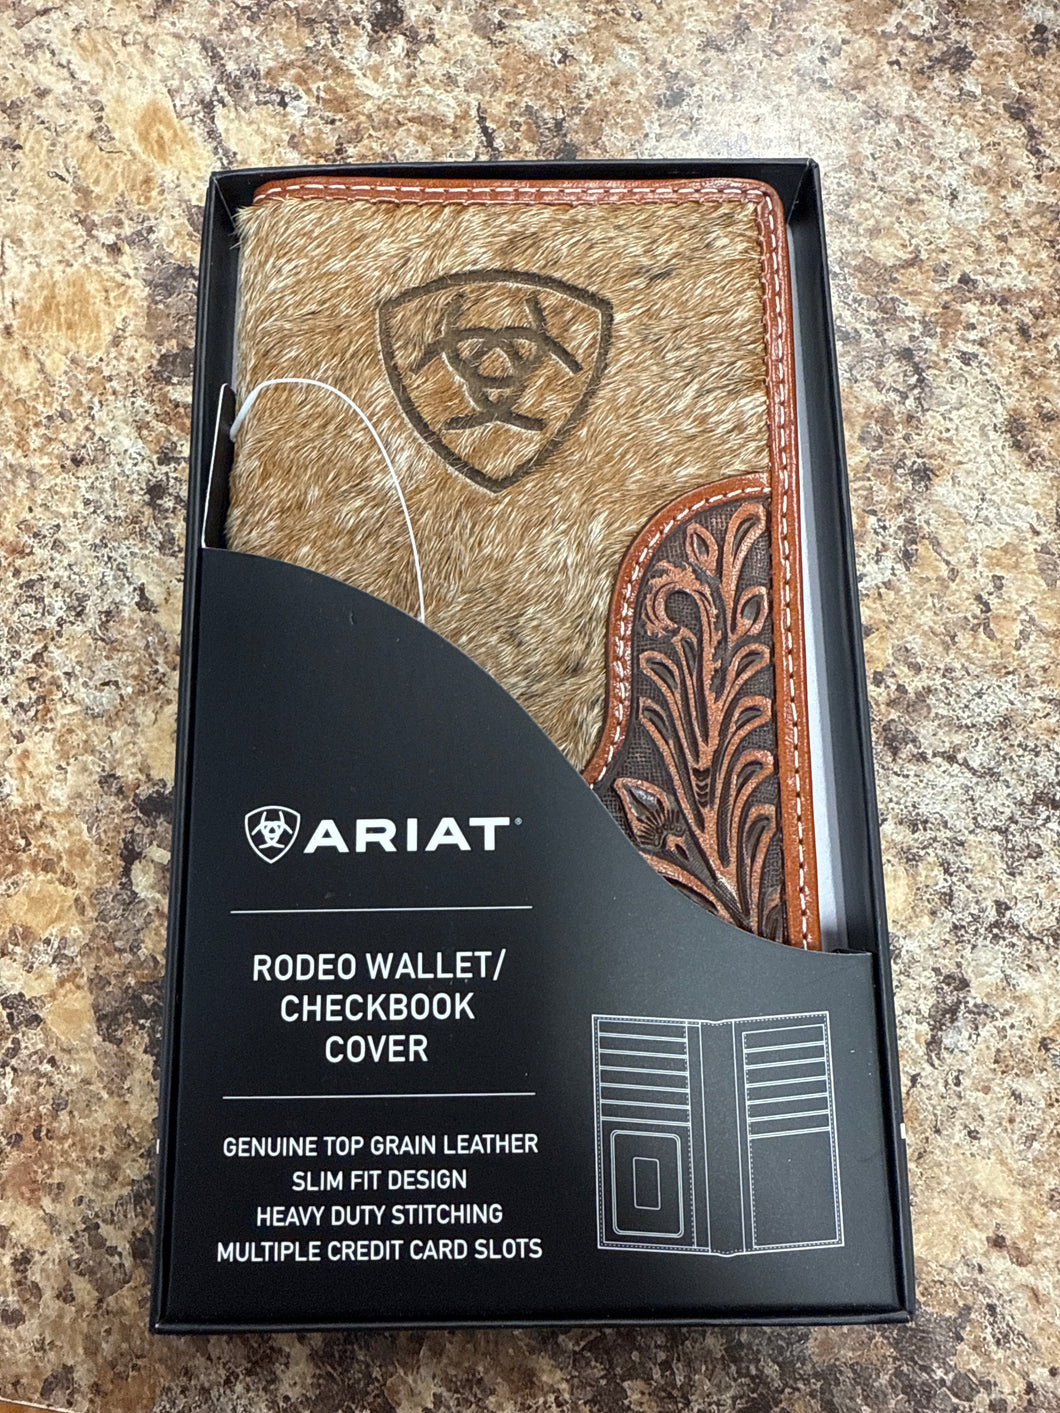 ARIAT®
RODEO WALLET/
CHECKBOOK
COVER
GENUINE TOP GRAIN LEATHER
SLIM FIT DESIGN
HEAVY DUTY STITCHING
MULTIPLE CREDIT CARD SLOTS